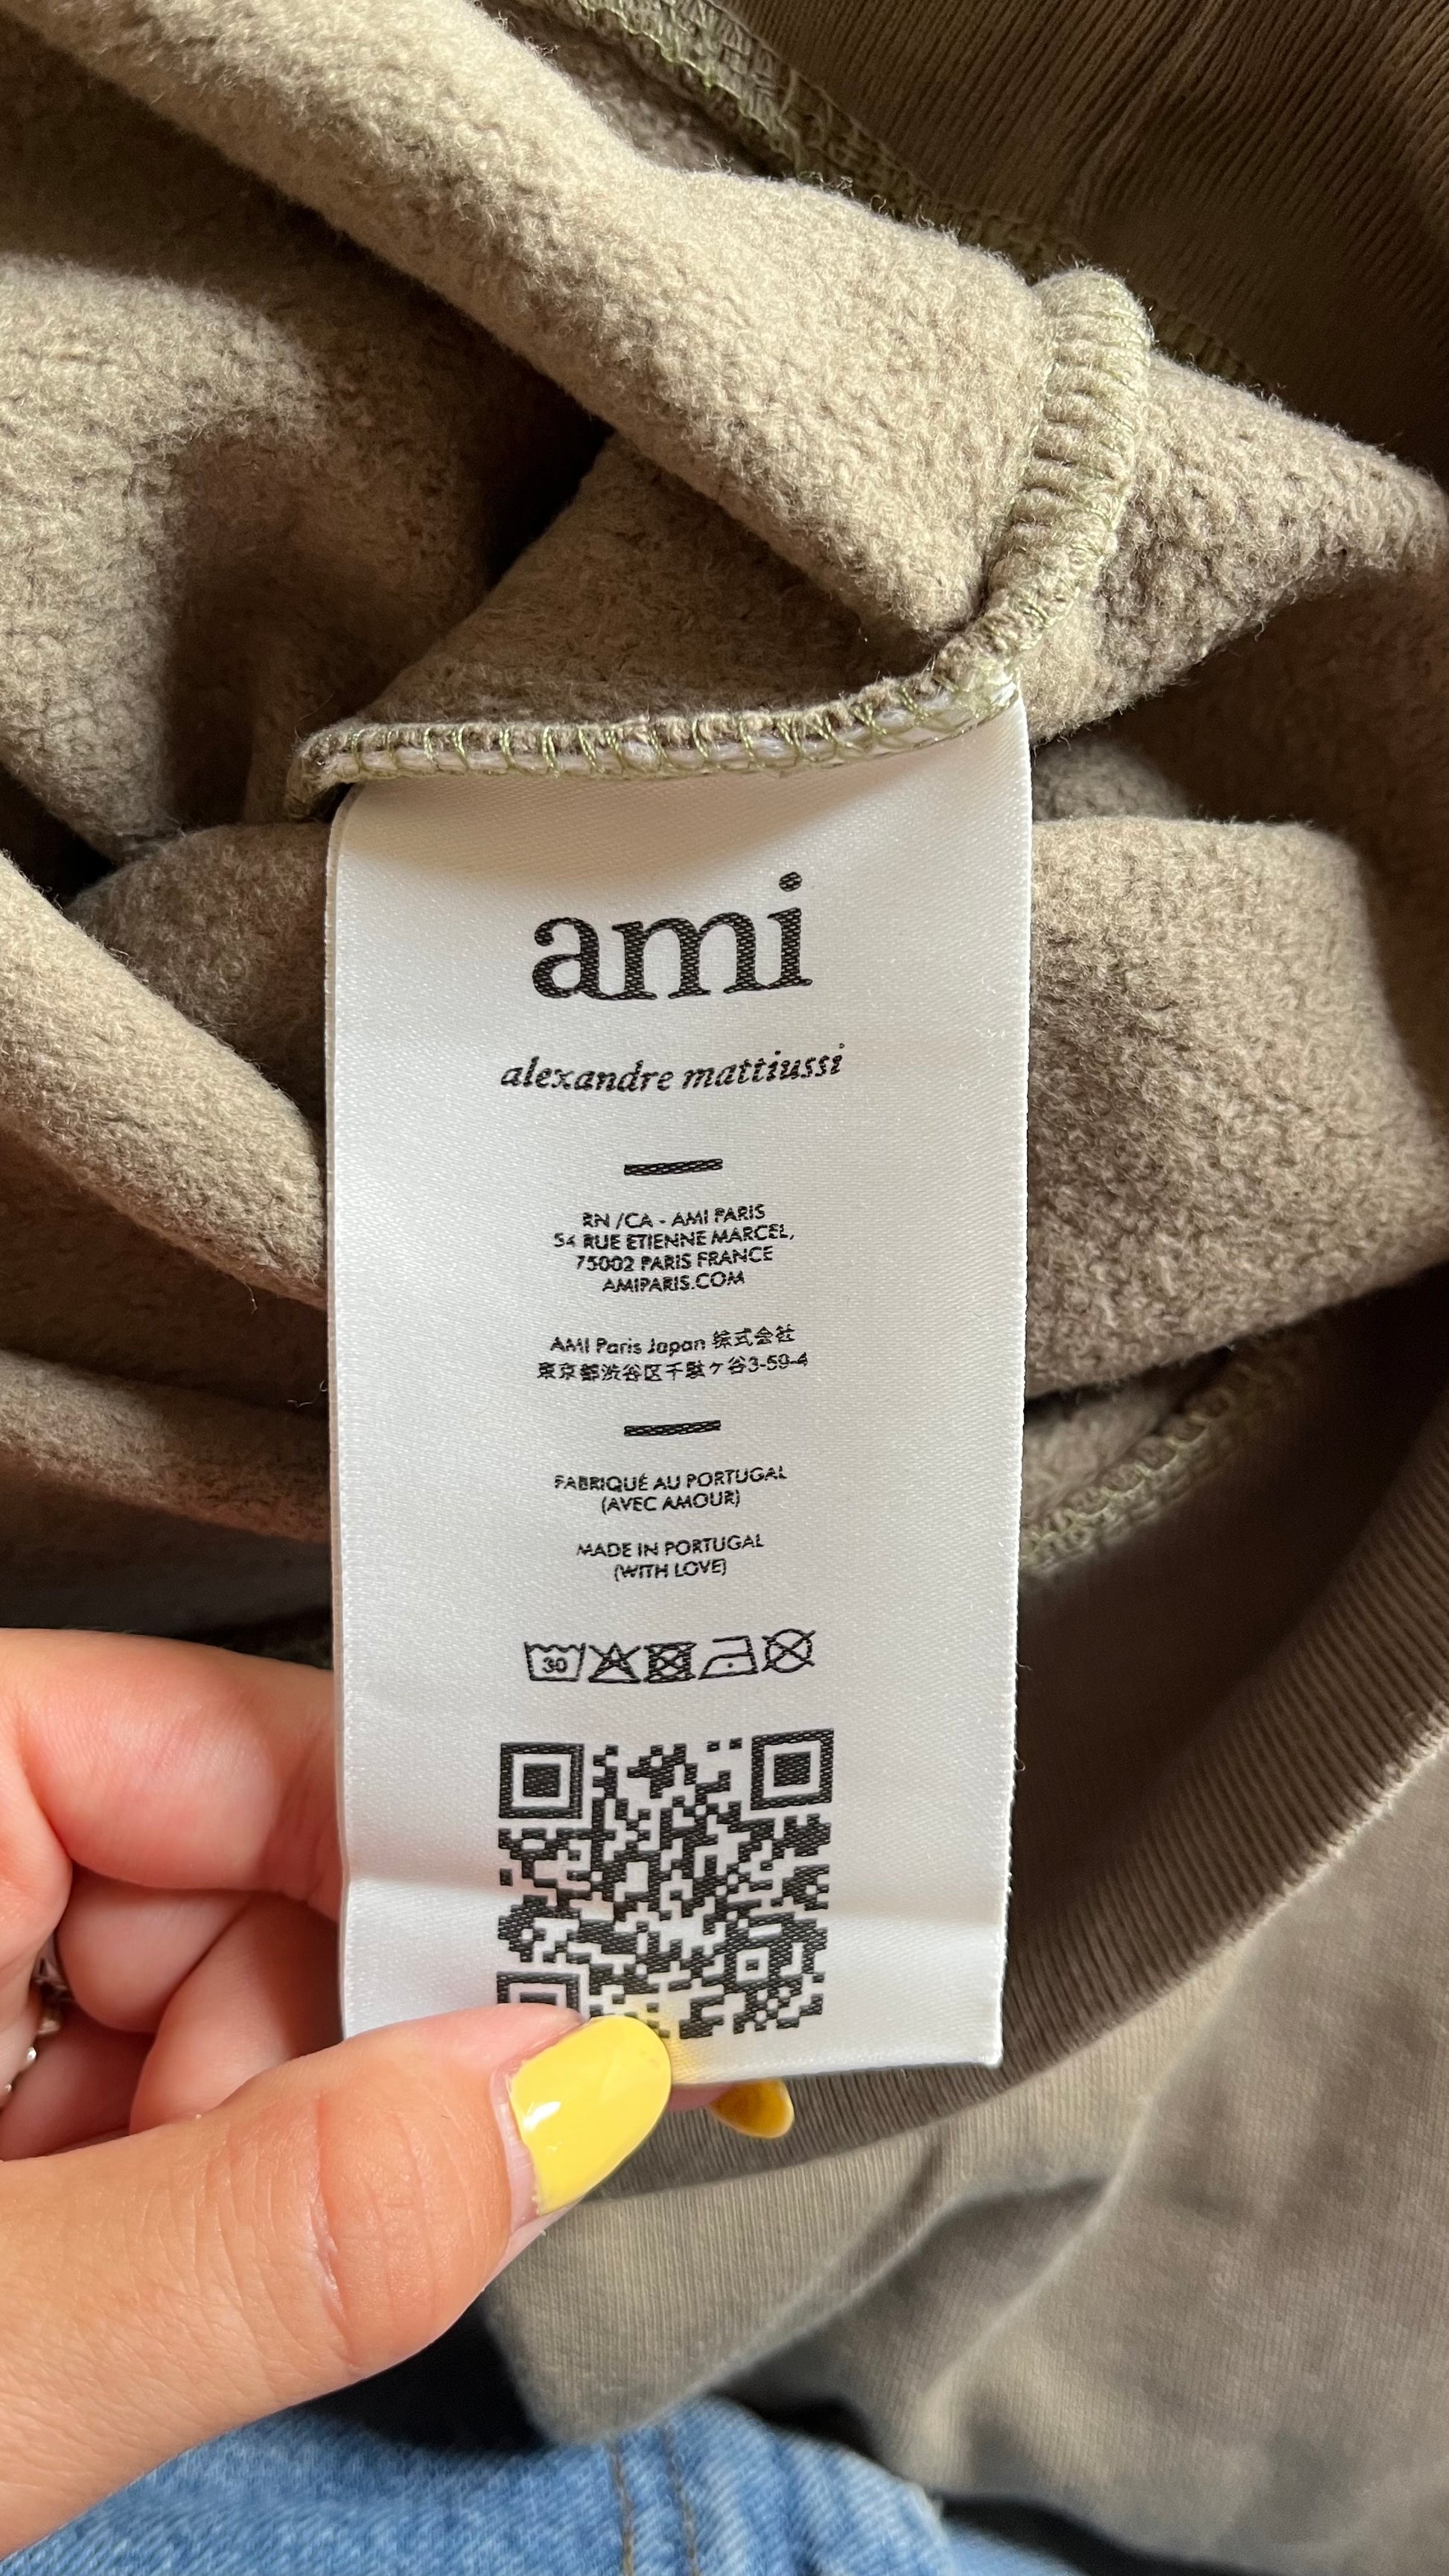 ami
alexandre mattiussi
RN /CA - AMI PARIS
54 RUE ETIENNE MARCEL,
75002 PARIS FRANCE
AMIPARIS.COM
AMI Paris Japan 株式会社
東京都渋谷区千駄ケ谷3-59-4
FABRIQUÉ AU PORTUGAL
(AVEC AMOUR)
MADE IN PORTUGAL
(WITH LOVE)
30